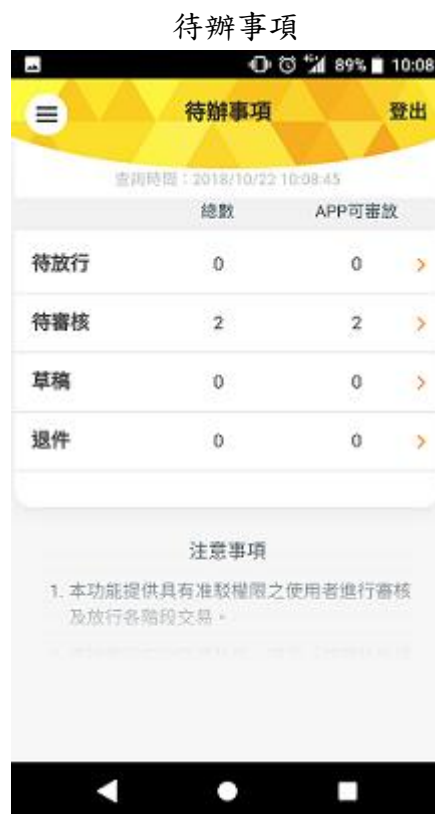 待辦事項
89% 10:08
待辦事項 登出
查詢時間：2018/10/22 10:08:45
總數 APP可審放
待放行 0 0
待審核 2 2
草稿 0 0
退件 0 0
注意事項
1. 本功能提供具有准駁權限之使用者進行審核
及放行各階段交易。